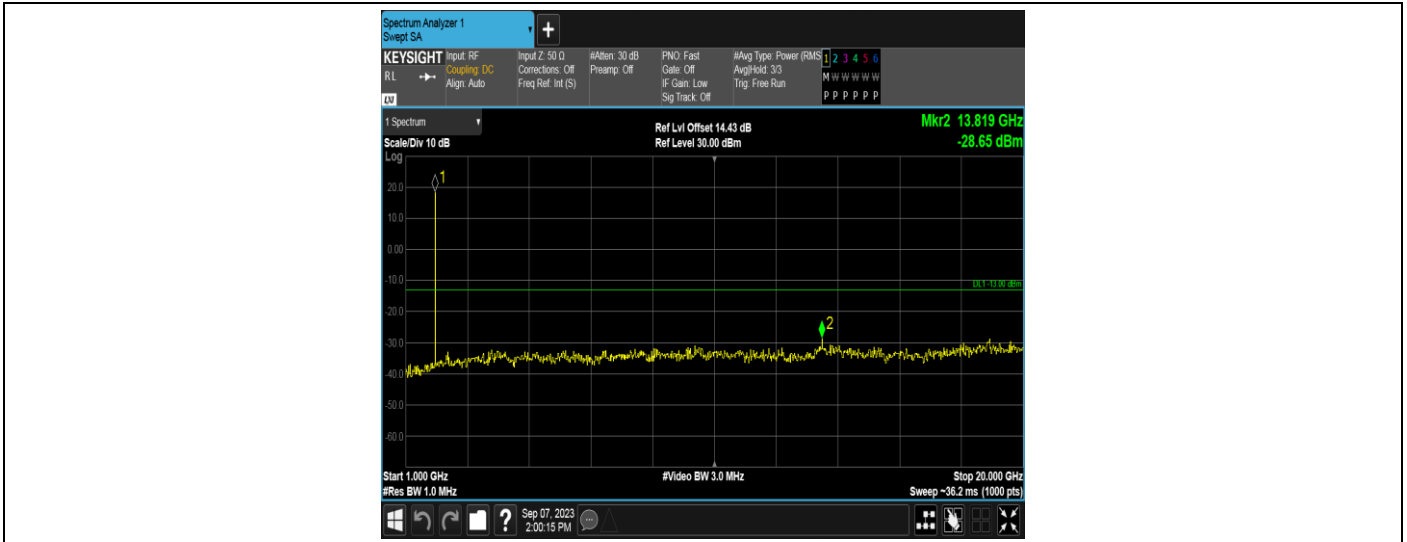 Spectrum Analyzer 1
Swept SA
+
KEYSIGHT
RL
LXI
Input: RF
Coupling: DC
Align: Auto
Input Z: 50 Ω
Corrections: Off
Freq Ref: Int (S)
#Atten: 30 dB
Preamp: Off
PNO: Fast
Gate: Off
IF Gain: Low
Sig Track: Off
#Avg Type: Power (RMS
Avg|Hold: 3/3
Trig: Free Run
1 2 3 4 5 6
M W W W W W
P P P P P P
1 Spectrum
Scale/Div 10 dB
Ref Lvl Offset 14.43 dB
Ref Level 30.00 dBm
Mkr2 13.819 GHz
-28.65 dBm
Log
20.0
10.0
0.00
-10.0
-20.0
-30.0
-40.0
-50.0
-60.0
1
DL1 -13.00 dBm
2
Start 1.000 GHz
#Res BW 1.0 MHz
#Video BW 3.0 MHz
Stop 20.000 GHz
Sweep ~36.2 ms (1000 pts)
?
Sep 07, 2023
2:00:15 PM